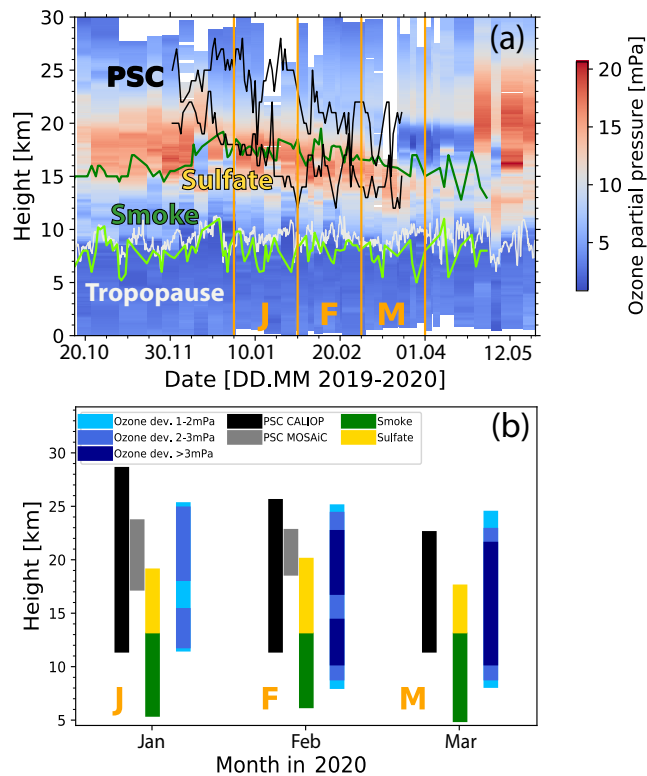 30
25
20
15
10
5
0
Height [km]
(a)
PSC
Sulfate
Smoke
Tropopause
J F M
20.10 30.11 10.01 20.02 01.04 12.05
Date [DD.MM 2019-2020]
20
15
10
5
Ozone partial pressure [mPa]
(b)
Ozone dev. 1-2mPa PSC CALIOP Smoke
Ozone dev. 2-3mPa PSC MOSAiC Sulfate
Ozone dev. >3mPa
30
25
20
15
10
5
Height [km]
J F M
Jan Feb Mar
Month in 2020